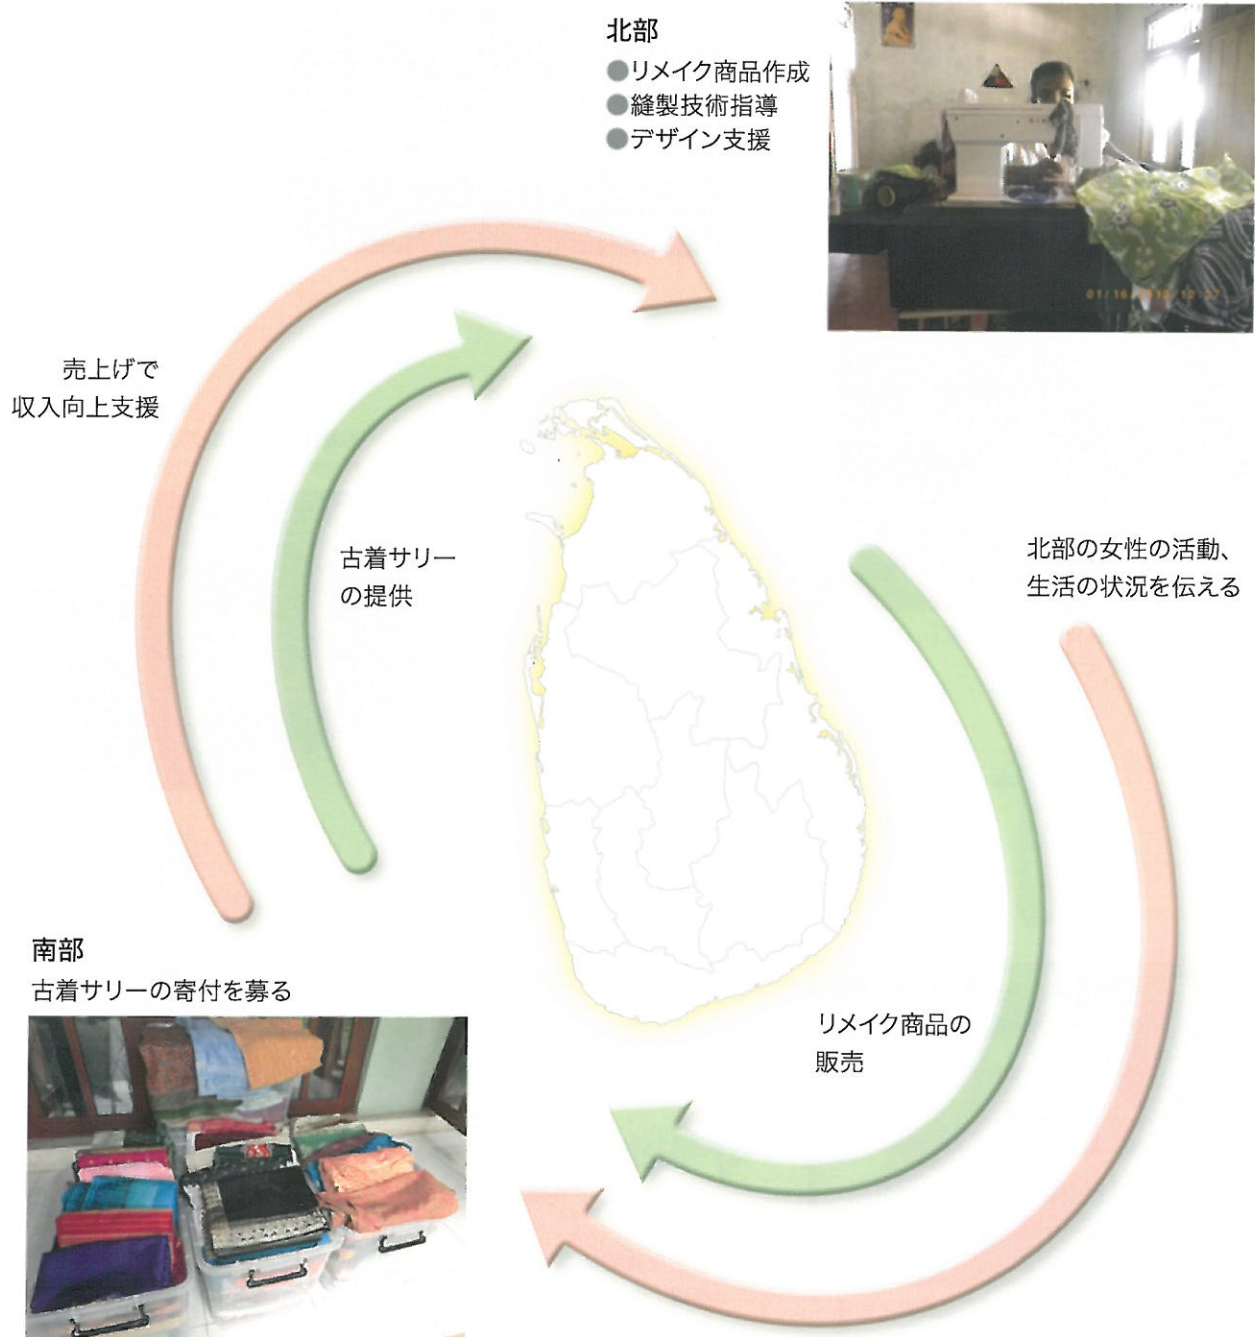 北部
●リメイク商品作成
●縫製技術指導
●デザイン支援
売上げで
収入向上支援
古着サリー
の提供
北部の女性の活動、
生活の状況を伝える
南部
古着サリーの寄付を募る
リメイク商品の
販売